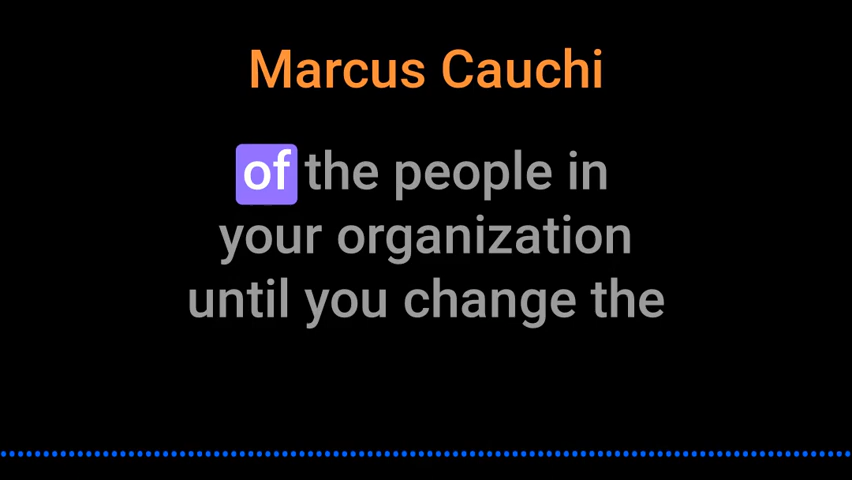 Marcus Cauchi
of the people in
your organization
until you change the